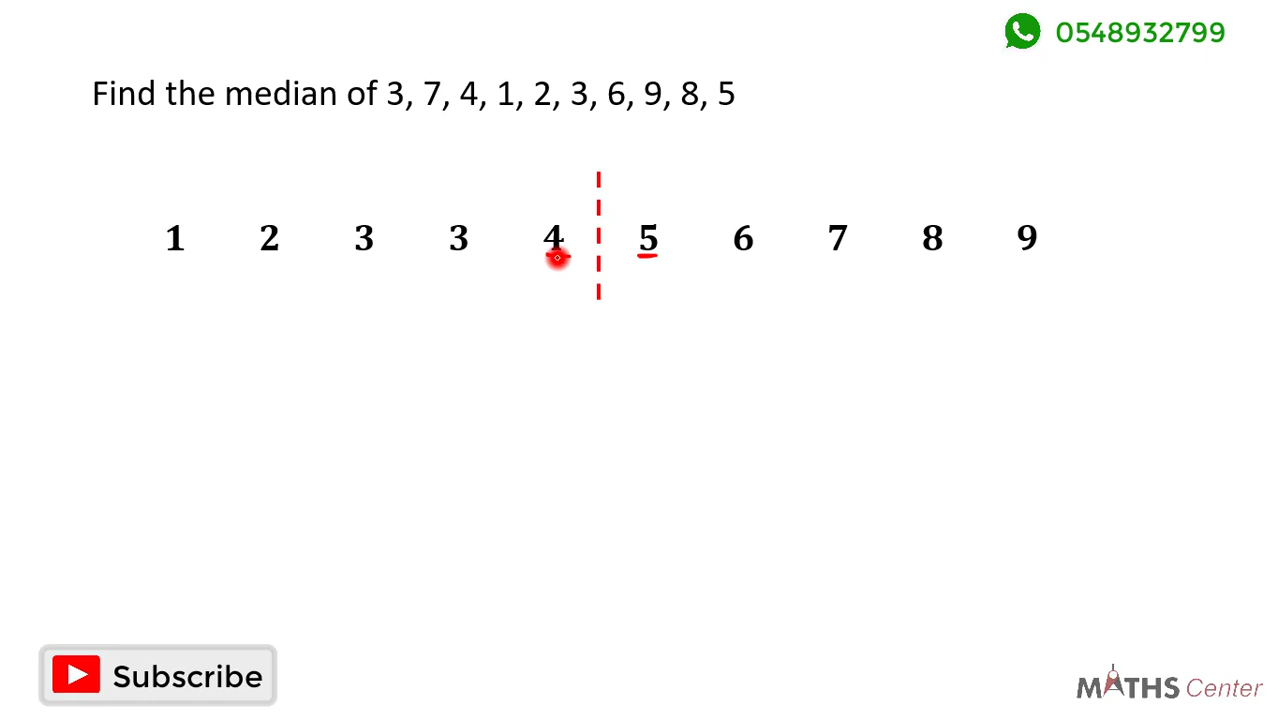 0548932799
Find the median of 3, 7, 4, 1, 2, 3, 6, 9, 8, 5
1 2 3 3 4 5 6 7 8 9
Subscribe
MATHS Center